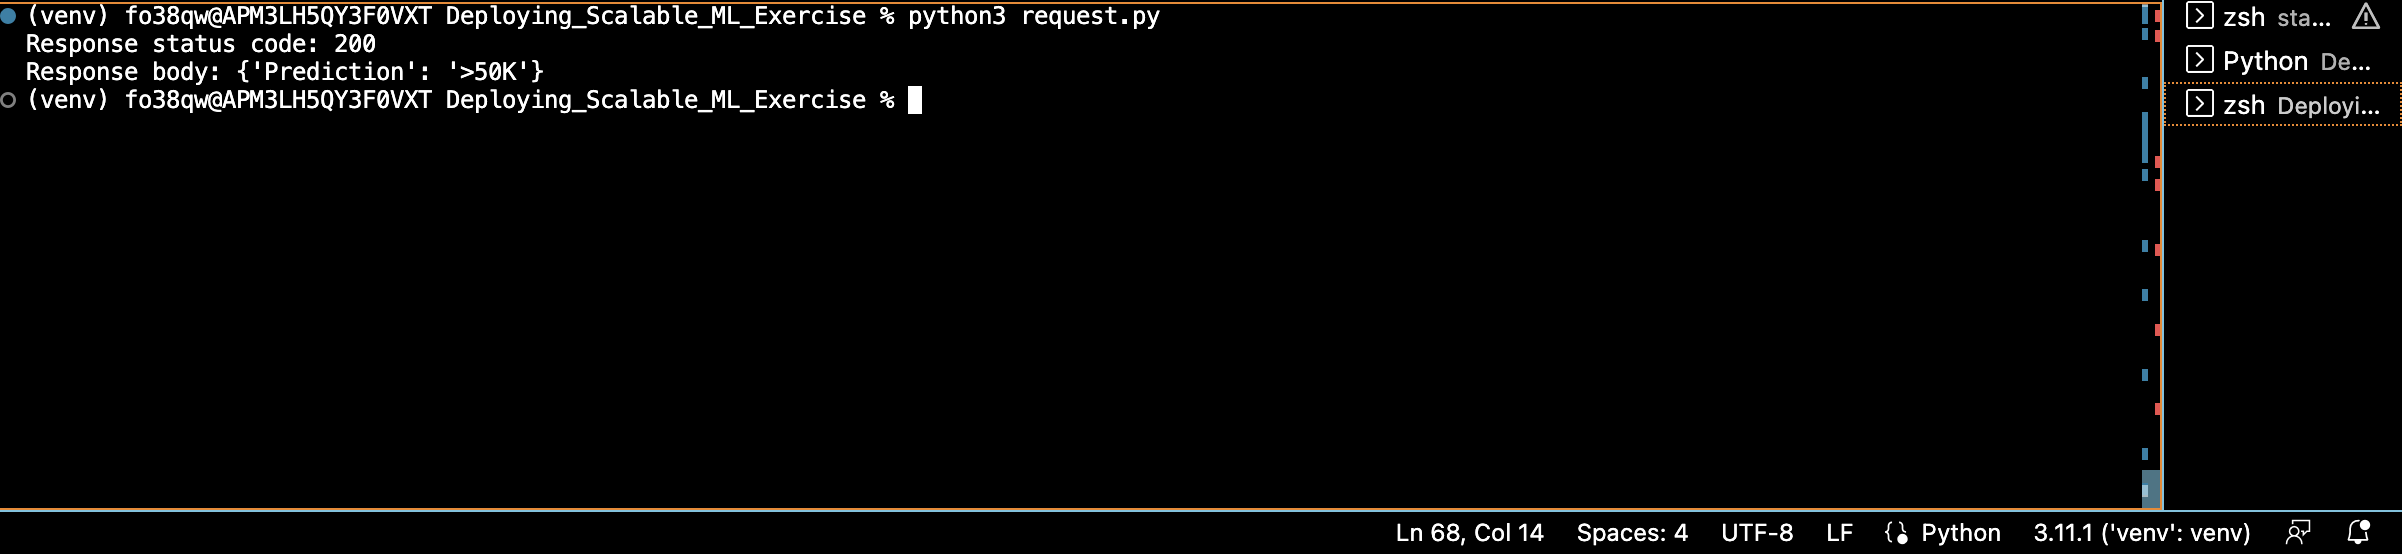 (venv) fo38qw@APM3LH5QY3F0VXT Deploying_Scalable_ML_Exercise % python3 request.py
Response status code: 200
Response body: {'Prediction': '>50K'}
(venv) fo38qw@APM3LH5QY3F0VXT Deploying_Scalable_ML_Exercise %
zsh sta...
Python De...
zsh Deployi...
Ln 68, Col 14 Spaces: 4 UTF-8 LF {} Python 3.11.1 ('venv': venv)